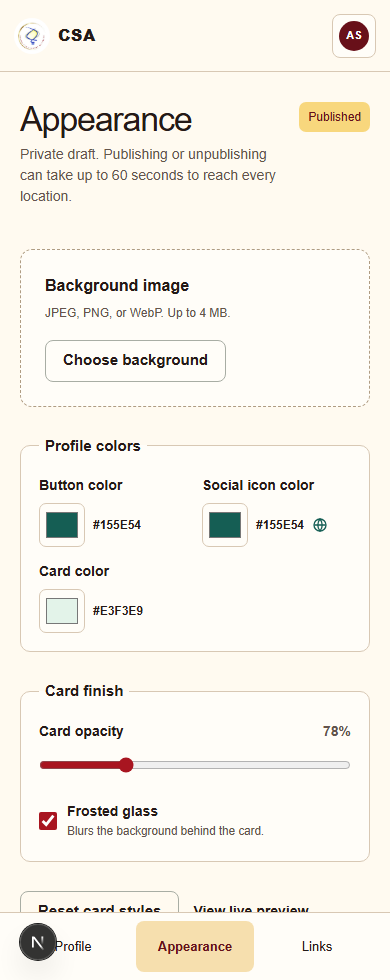 CSA
AS
Appearance
Published
Private draft. Publishing or unpublishing
can take up to 60 seconds to reach every
location.
Background image
JPEG, PNG, or WebP. Up to 4 MB.
Choose background
Profile colors
Button color
Social icon color
#155E54
#155E54
Card color
#E3F3E9
Card finish
Card opacity
78%
Frosted glass
Blurs the background behind the card.
Reset card styles
View live preview
N
Profile
Appearance
Links